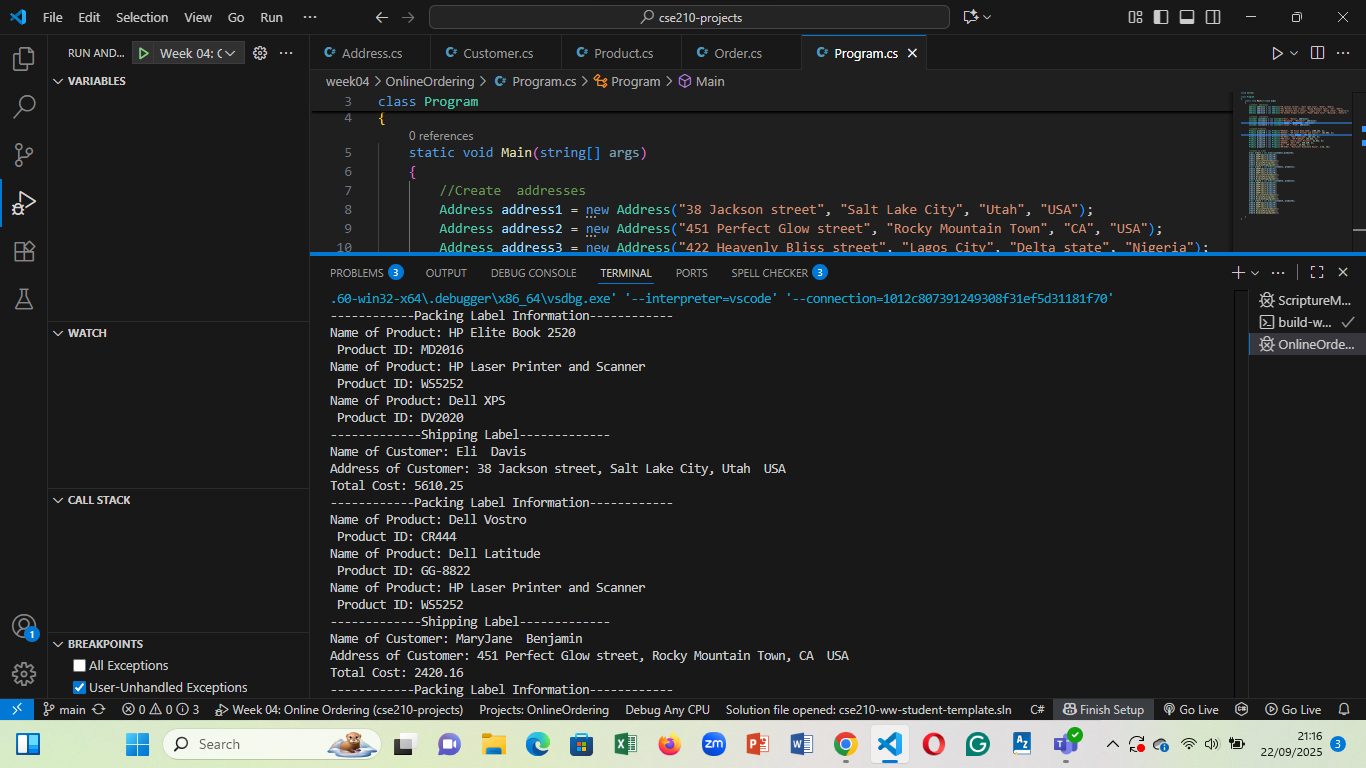 File Edit Selection View Go Run ··· cse210-projects
RUN AND... Week 04: C ···
Address.cs Customer.cs Product.cs Order.cs Program.cs
VARIABLES
week04 > OnlineOrdering > Program.cs > Program > Main
3 class Program
4 {
0 references
5 static void Main(string[] args)
6 {
7 //Create  addresses
8 Address address1 = new Address("38 Jackson street", "Salt Lake City", "Utah", "USA");
9 Address address2 = new Address("451 Perfect Glow street", "Rocky Mountain Town", "CA", "USA");
10 Address address3 = new Address("422 Heavenly Bliss street", "Lagos City", "Delta state", "Nigeria");
PROBLEMS 3 OUTPUT DEBUG CONSOLE TERMINAL PORTS SPELL CHECKER 3
.60-win32-x64\.debugger\x86_64\vsdbg.exe' '--interpreter=vscode' '--connection=1012c807391249308f31ef5d31181f70'
------------Packing Label Information------------
Name of Product: HP Elite Book 2520
Product ID: MD2016
Name of Product: HP Laser Printer and Scanner
Product ID: WS5252
Name of Product: Dell XPS
Product ID: DV2020
-------------Shipping Label-------------
Name of Customer: Eli  Davis
Address of Customer: 38 Jackson street, Salt Lake City, Utah  USA
Total Cost: 5610.25
------------Packing Label Information------------
Name of Product: Dell Vostro
Product ID: CR444
Name of Product: Dell Latitude
Product ID: GG-8822
Name of Product: HP Laser Printer and Scanner
Product ID: WS5252
-------------Shipping Label-------------
Name of Customer: MaryJane  Benjamin
Address of Customer: 451 Perfect Glow street, Rocky Mountain Town, CA  USA
Total Cost: 2420.16
------------Packing Label Information------------
ScriptureM...
build-w...
OnlineOrde...
WATCH
CALL STACK
BREAKPOINTS
All Exceptions
User-Unhandled Exceptions
1
main 0 0 3 Week 04: Online Ordering (cse210-projects) Projects: OnlineOrdering Debug Any CPU Solution file opened: cse210-ww-student-template.sln C# Finish Setup Go Live Go Live
Search
zm
21:16
22/09/2025
3